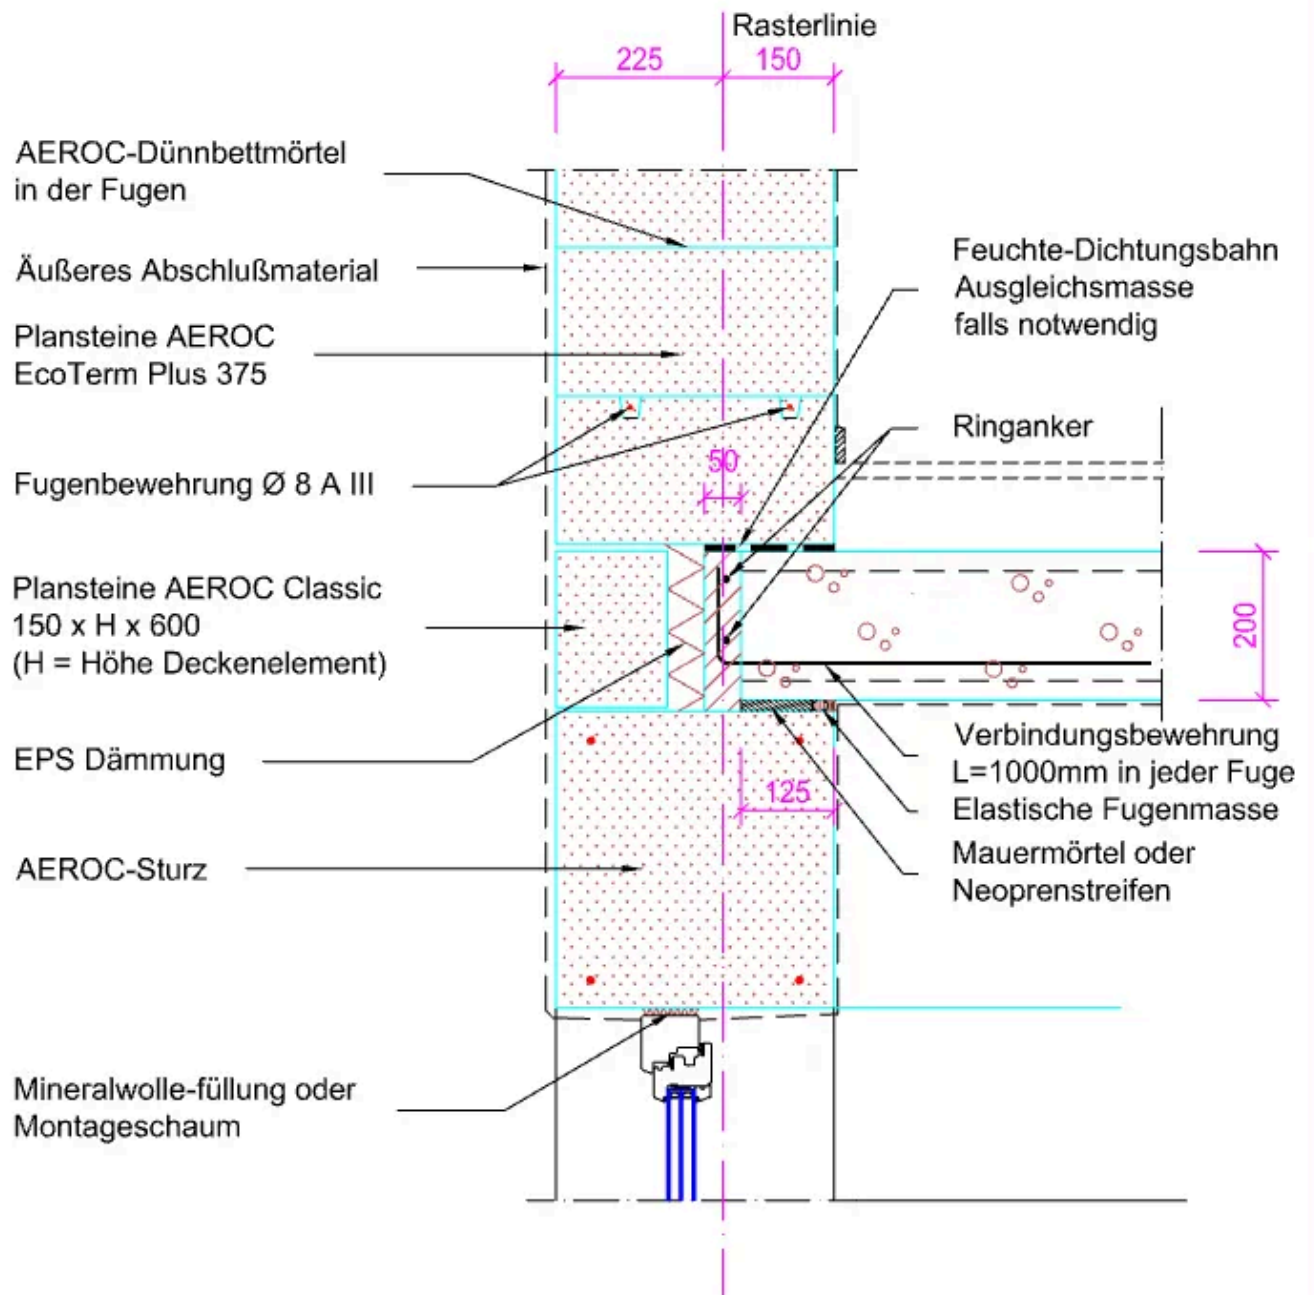 Rasterlinie
225
150
AEROC-Dünnbettmörtel
in der Fugen
Äußeres Abschlußmaterial
Plansteine AEROC
EcoTerm Plus 375
Fugenbewehrung Ø 8 A III
Plansteine AEROC Classic
150 x H x 600
(H = Höhe Deckenelement)
EPS Dämmung
AEROC-Sturz
Mineralwolle-füllung oder
Montageschaum
50
125
Feuchte-Dichtungsbahn
Ausgleichsmasse
falls notwendig
Ringanker
200
Verbindungsbewehrung
L=1000mm in jeder Fuge
Elastische Fugenmasse
Mauermörtel oder
Neoprenstreifen